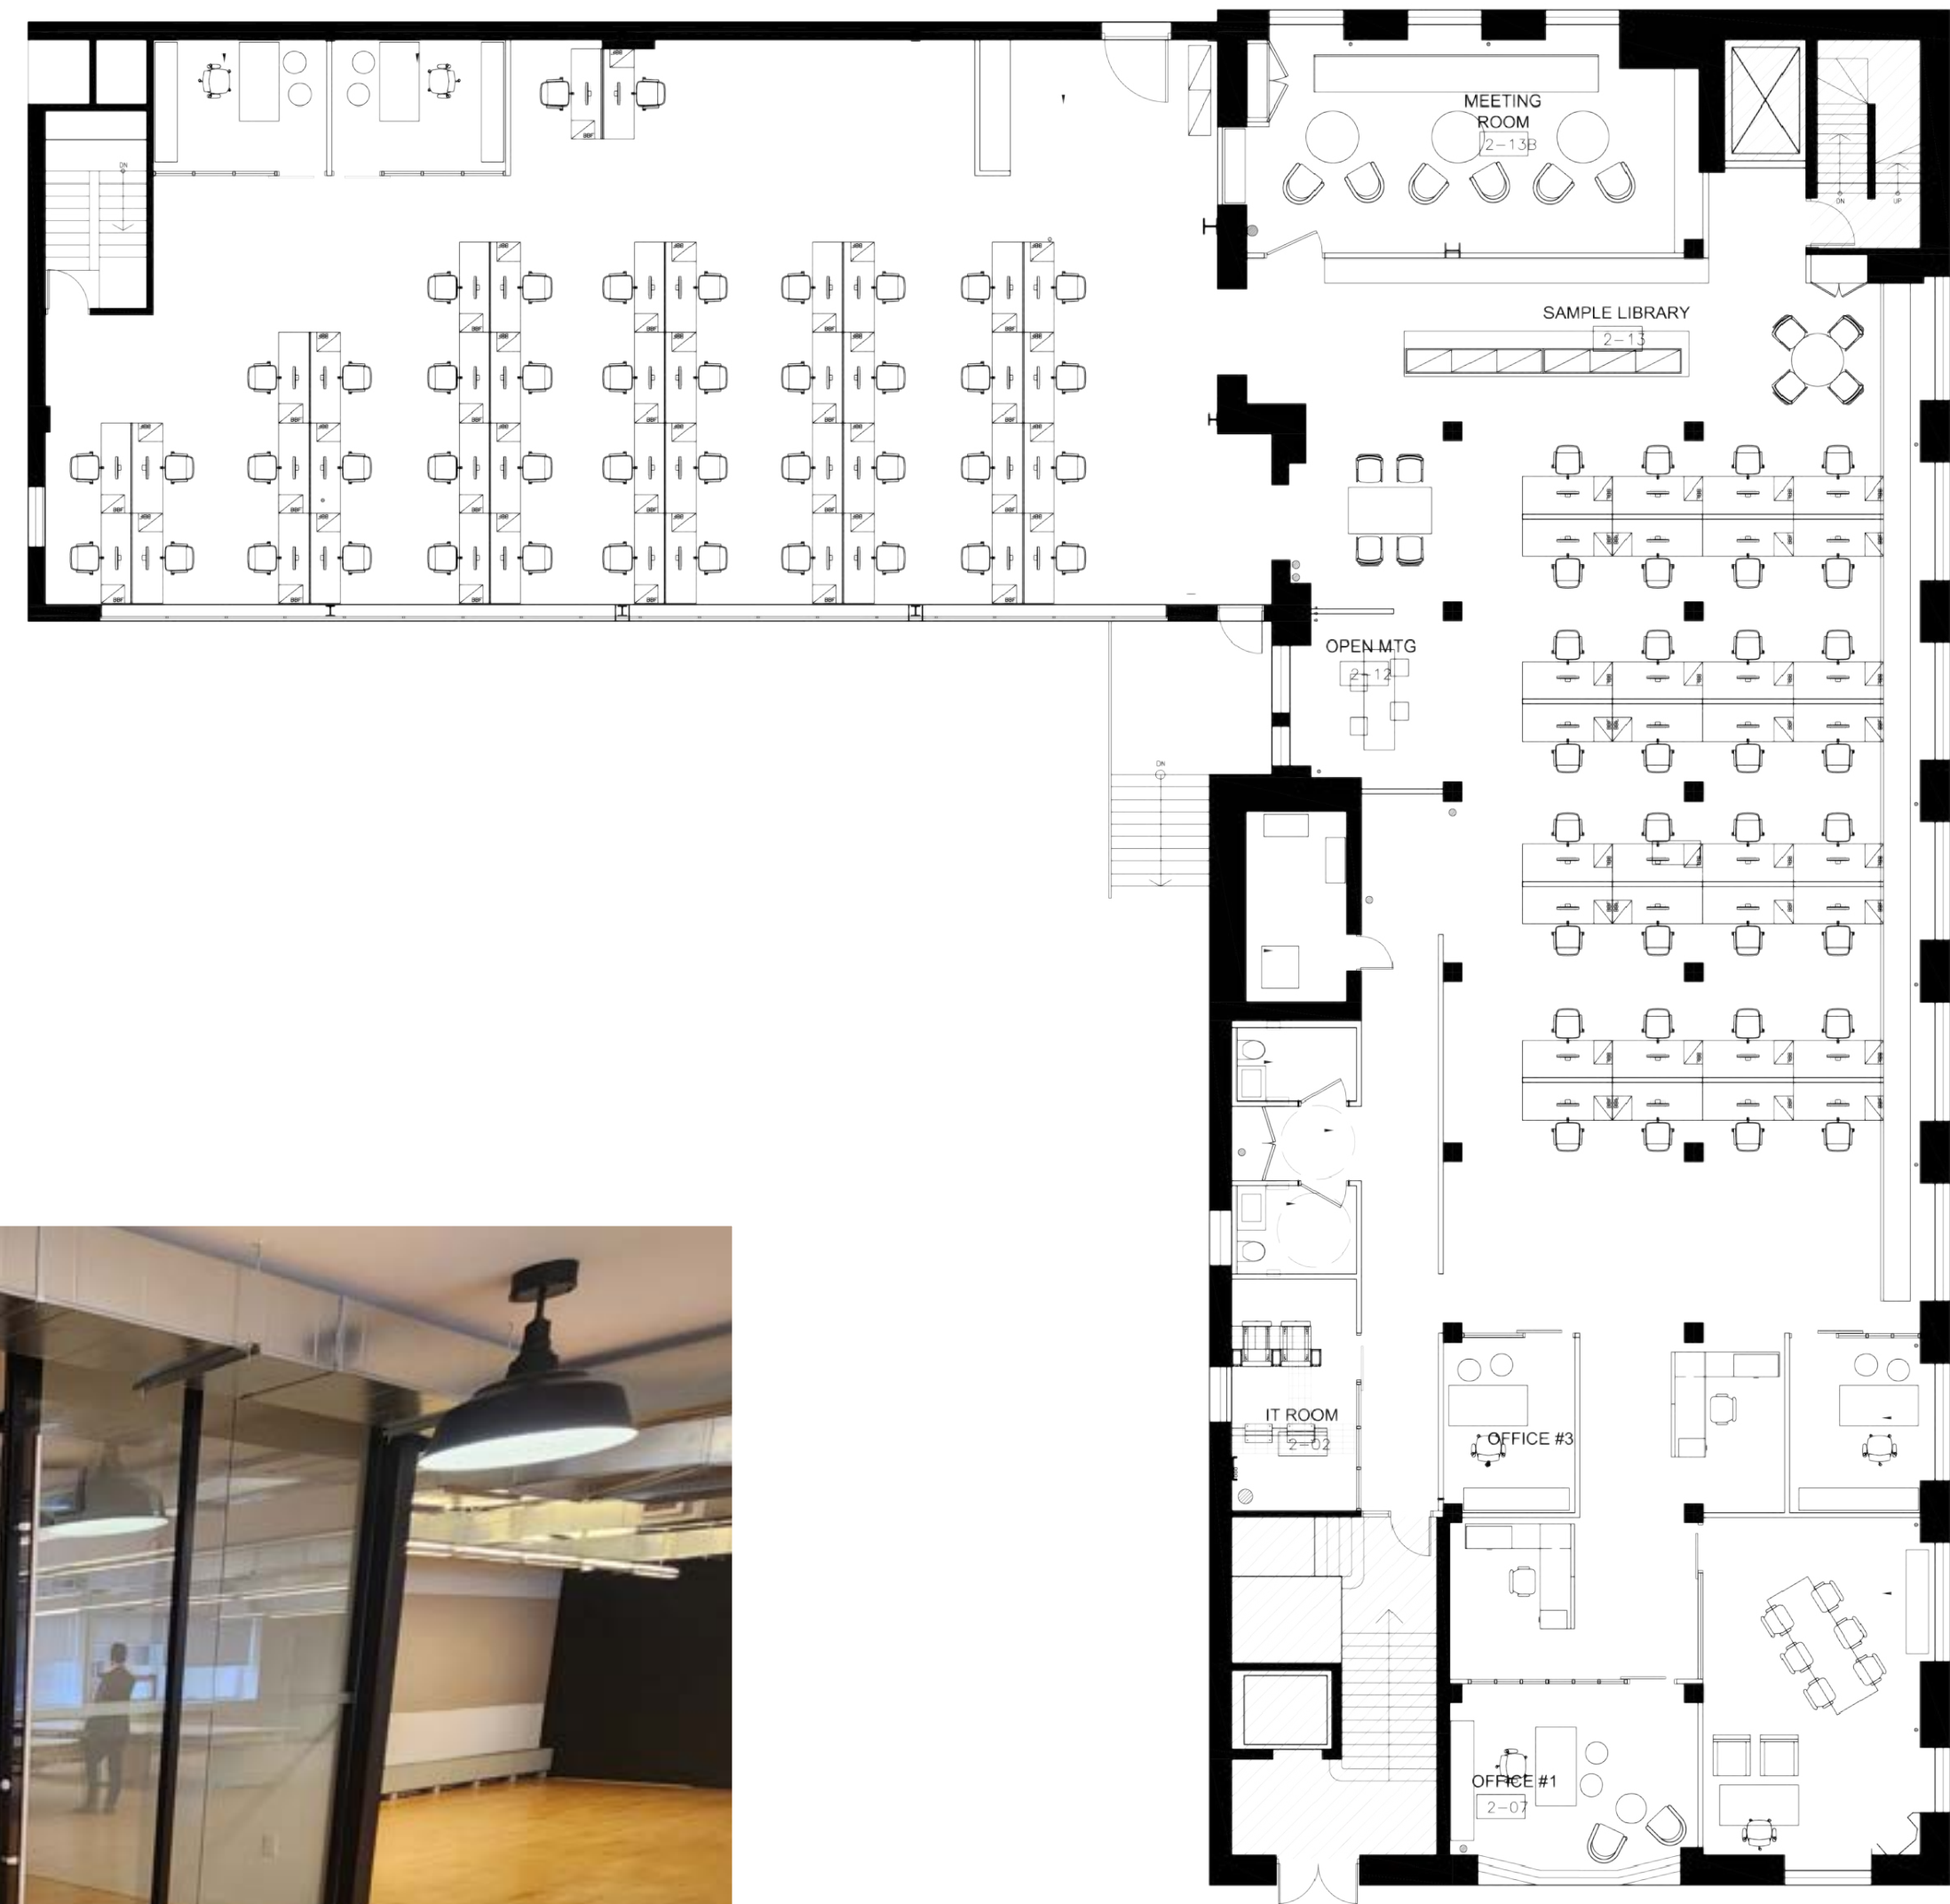 MEETING
ROOM
2-13B
DN
DN
UP
SAMPLE LIBRARY
2-13
OPEN MTG
2-12
DN
IT ROOM
2-02
OFFICE #3
OFFICE #1
2-07